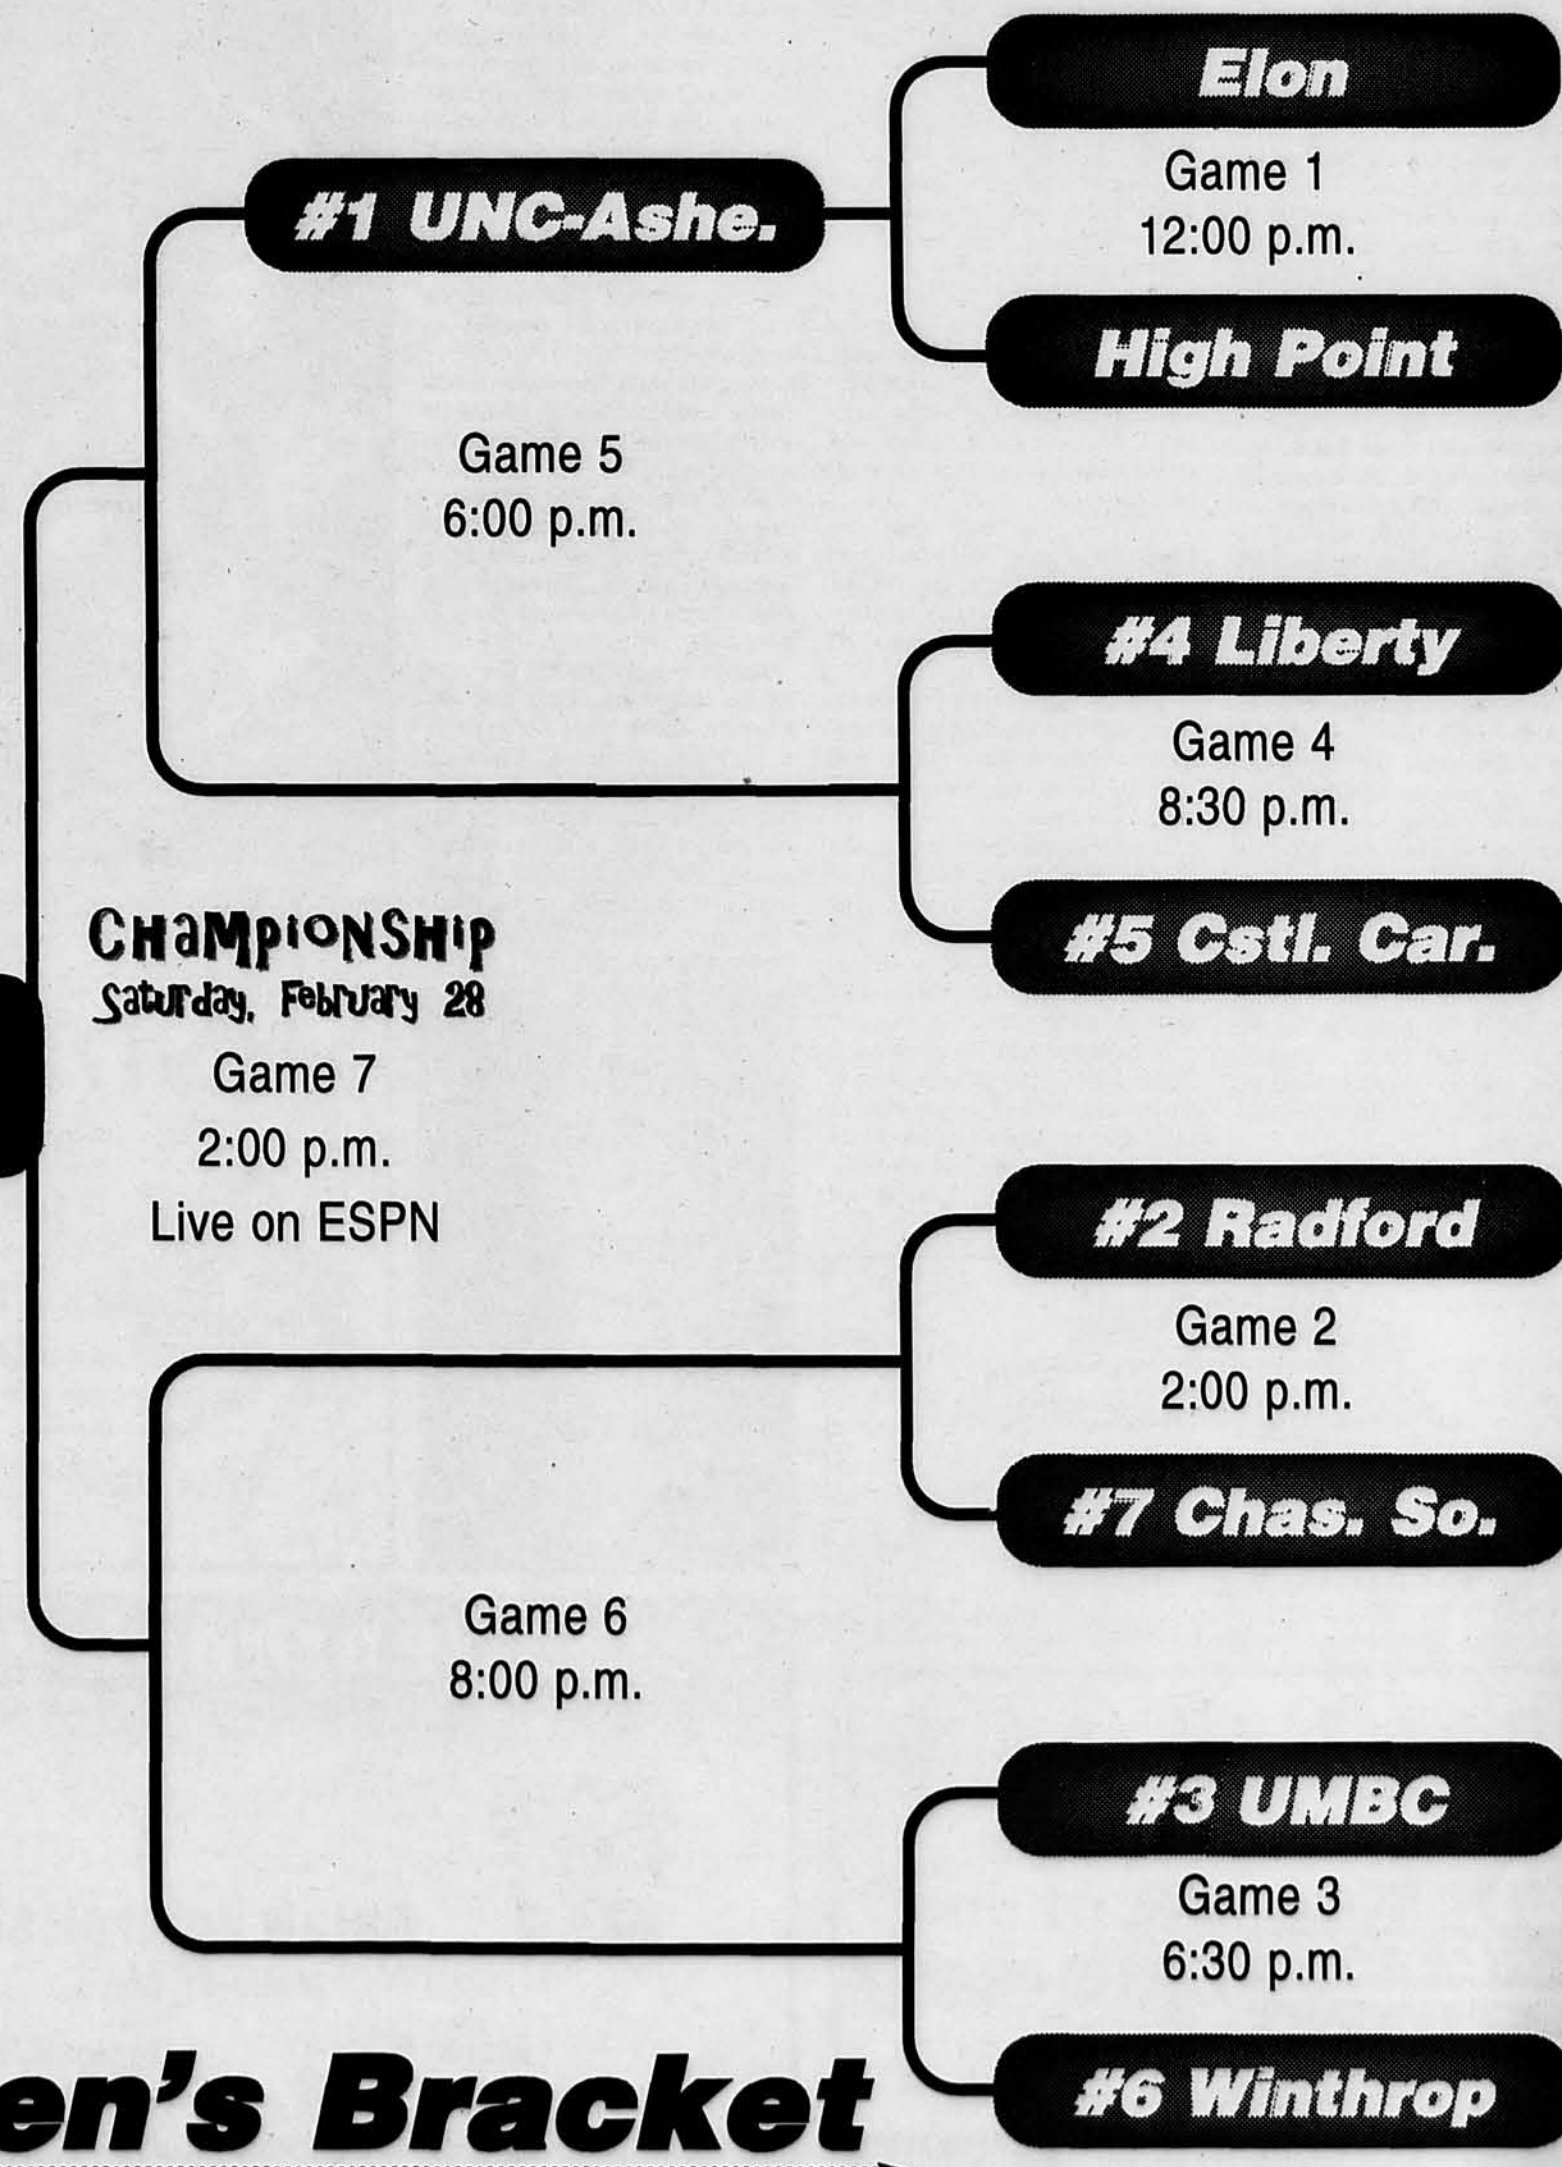 Elon
Game 1
12:00 p.m.
#1 UNC-Ashe.
High Point
Game 5
6:00 p.m.
#4 Liberty
Game 4
8:30 p.m.
#5 Cstl. Car.
CHAMPIONSHIP
Saturday, February 28
Game 7
2:00 p.m.
Live on ESPN
#2 Radford
Game 2
2:00 p.m.
#7 Chas. So.
Game 6
8:00 p.m.
#3 UMBC
Game 3
6:30 p.m.
#6 Winthrop
en's Bracket